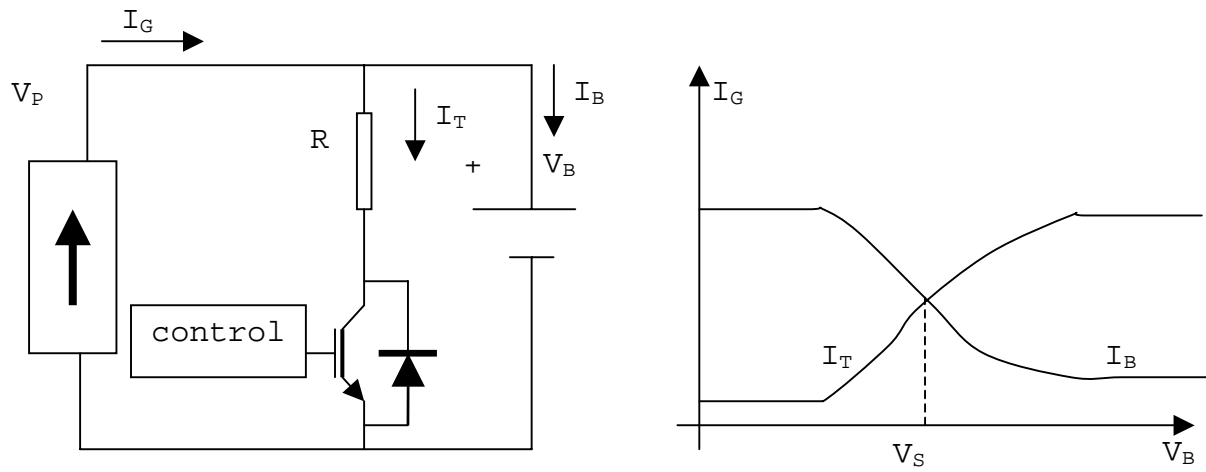 I_G
V_P
I_T
I_B
R
+
V_B
control
I_G
I_T
I_B
V_S
V_B